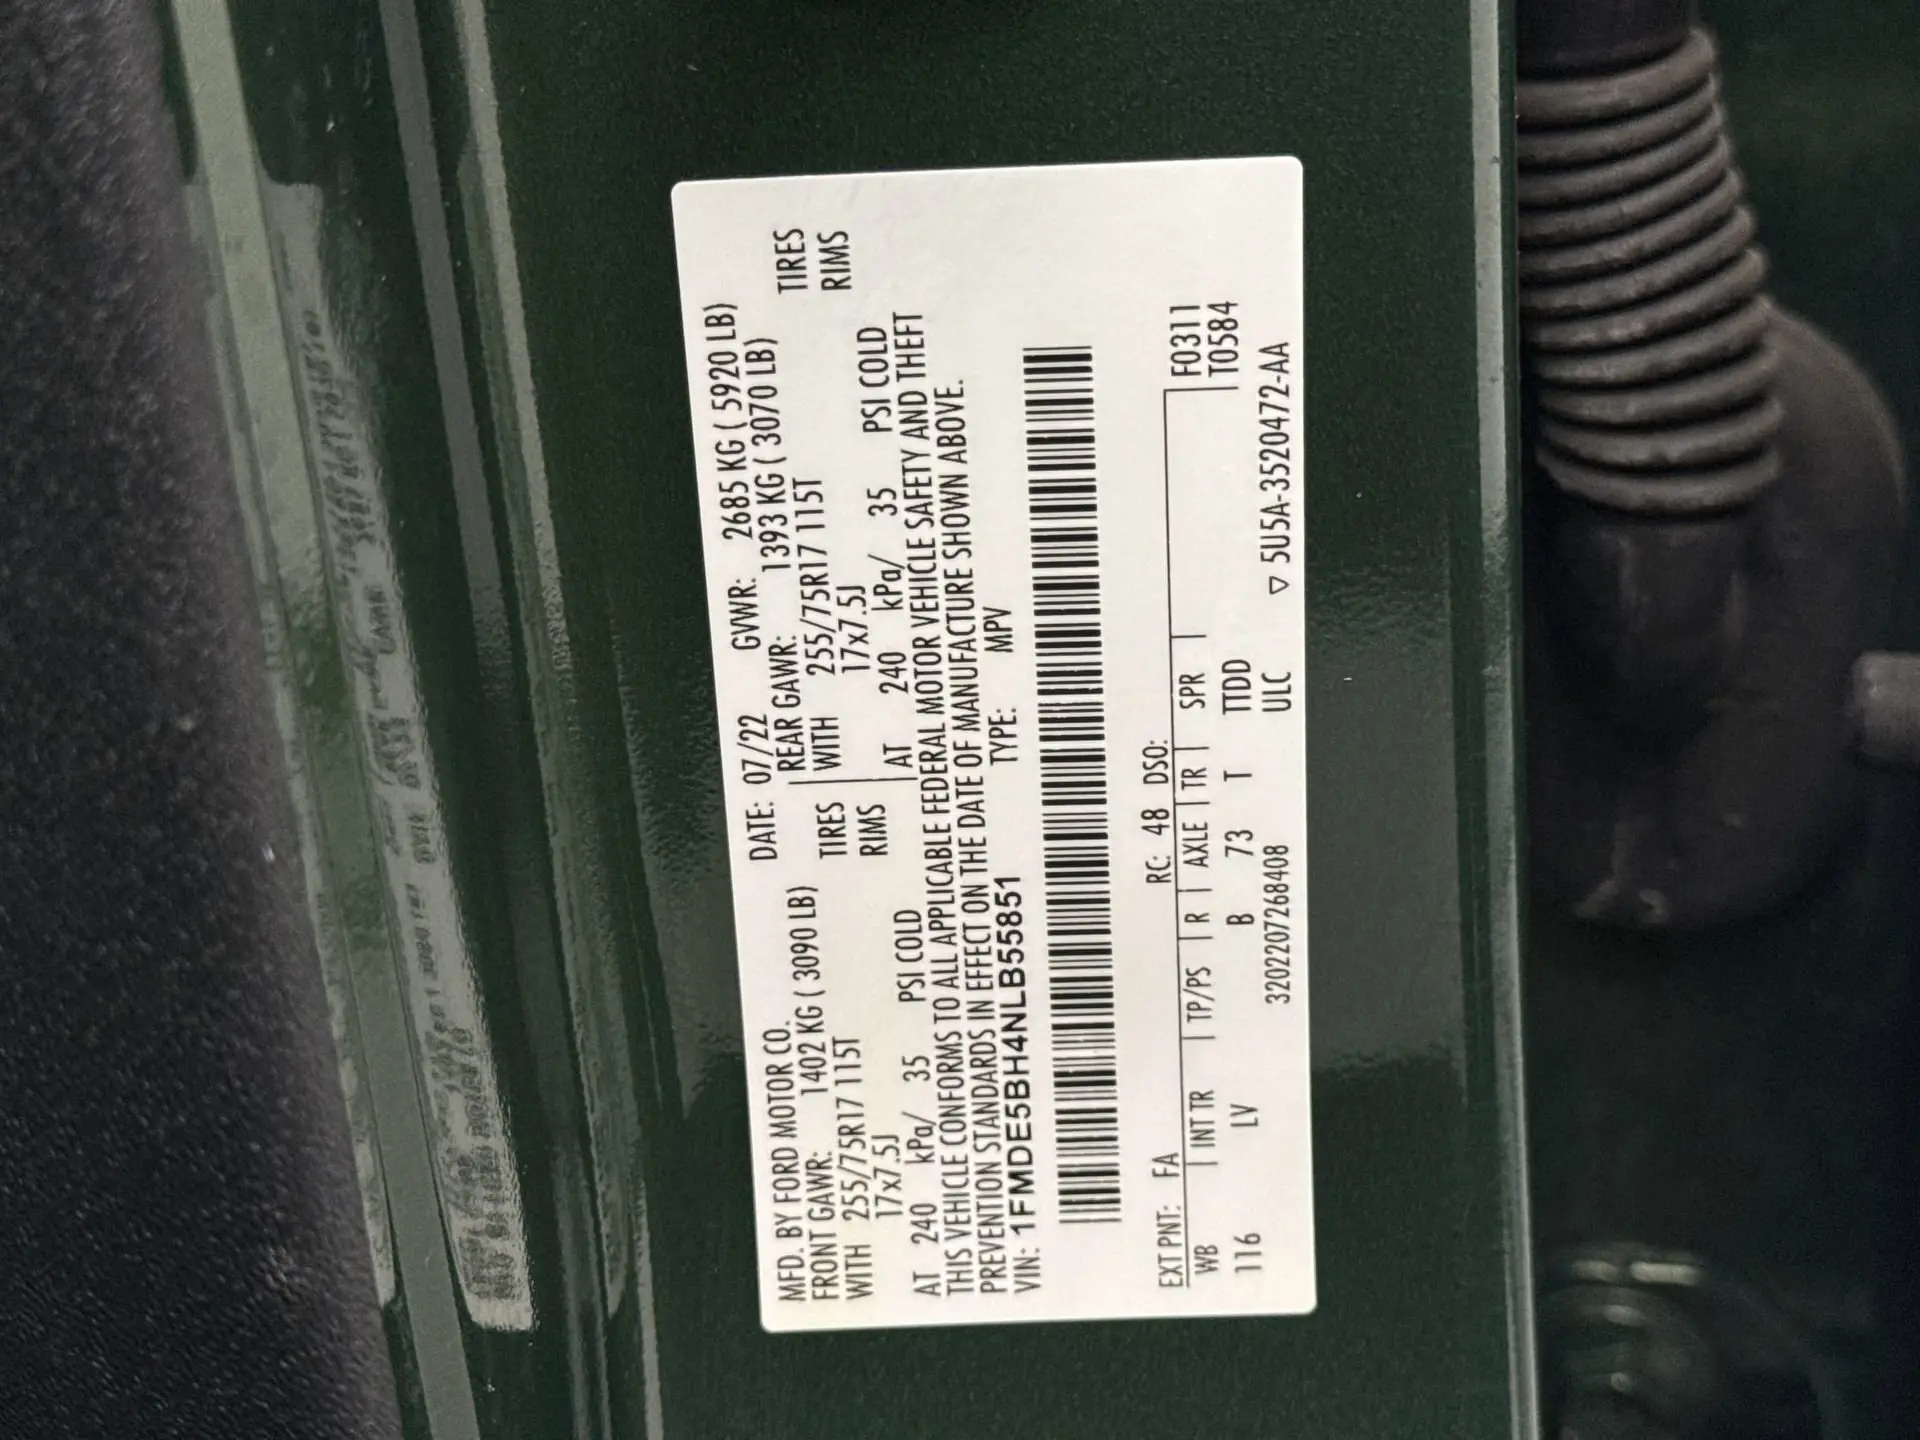 MFD. BY FORD MOTOR CO. DATE: 07/22 GVWR: 2685 KG ( 5920 LB)
FRONT GAWR: 1402 KG ( 3090 LB) REAR GAWR: 1393 KG ( 3070 LB)
WITH 255/75R17 115T TIRES WITH 255/75R17 115T TIRES
17x7.5J RIMS 17x7.5J RIMS
AT 240 kPa/ 35 PSI COLD AT 240 kPa/ 35 PSI COLD
THIS VEHICLE CONFORMS TO ALL APPLICABLE FEDERAL MOTOR VEHICLE SAFETY AND THEFT
PREVENTION STANDARDS IN EFFECT ON THE DATE OF MANUFACTURE SHOWN ABOVE.
VIN: 1FMDE5BH4NLB55851 TYPE: MPV
EXT PNT: FA RC: 48 DSO:
WB INT TR TP/PS R AXLE TR SPR F0311
116 LV B 73 T TTDD T0584
3202207268408 ULC ▽ 5U5A-3520472-AA